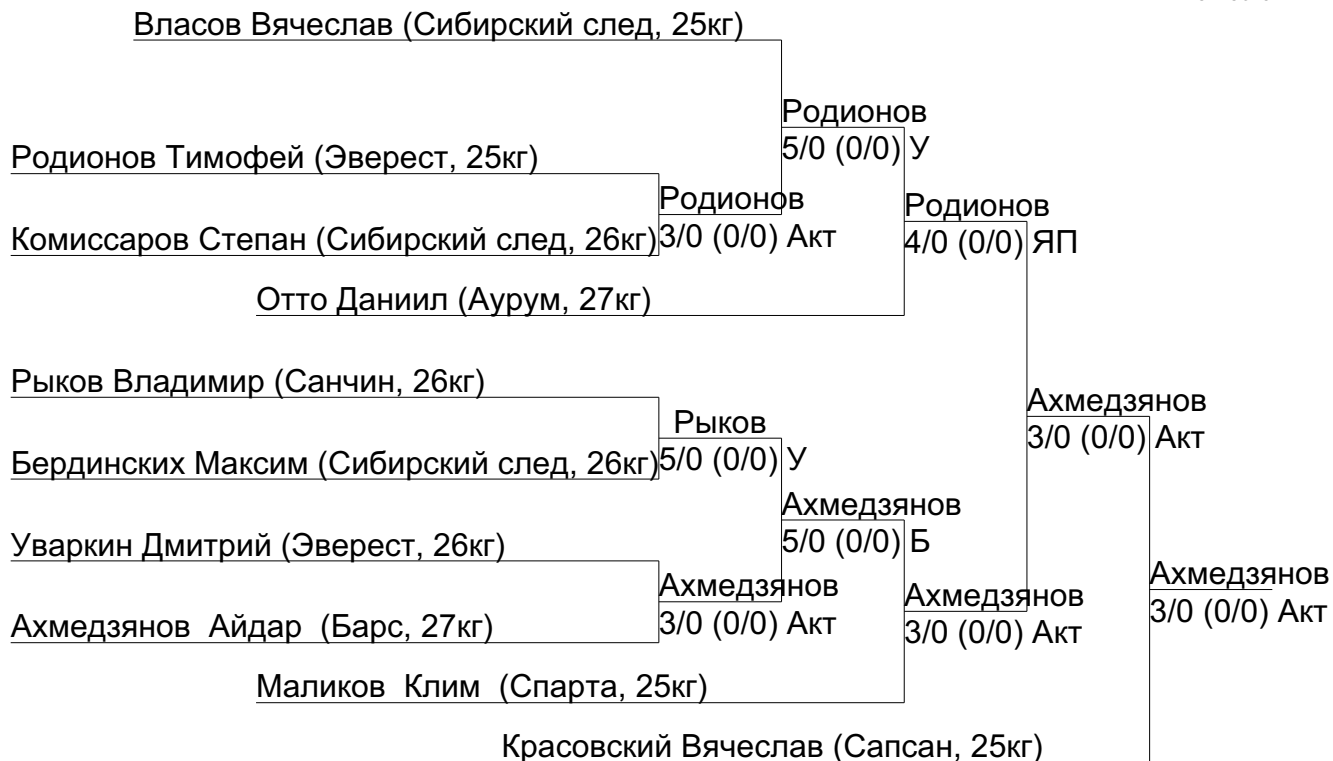 Власов Вячеслав (Сибирский след, 25кг)
Родионов
5/0 (0/0) У
Родионов Тимофей (Эверест, 25кг)
Родионов
3/0 (0/0) Акт
Родионов
4/0 (0/0) ЯП
Комиссаров Степан (Сибирский след, 26кг)
Отто Даниил (Аурум, 27кг)
Рыков Владимир (Санчин, 26кг)
Рыков
5/0 (0/0) У
Ахмедзянов
3/0 (0/0) Акт
Бердинских Максим (Сибирский след, 26кг)
Ахмедзянов
5/0 (0/0) Б
Уваркин Дмитрий (Эверест, 26кг)
Ахмедзянов
3/0 (0/0) Акт
Ахмедзянов
3/0 (0/0) Акт
Ахмедзянов
3/0 (0/0) Акт
Ахмедзянов Айдар (Барс, 27кг)
Маликов Клим (Спарта, 25кг)
Красовский Вячеслав (Сапсан, 25кг)